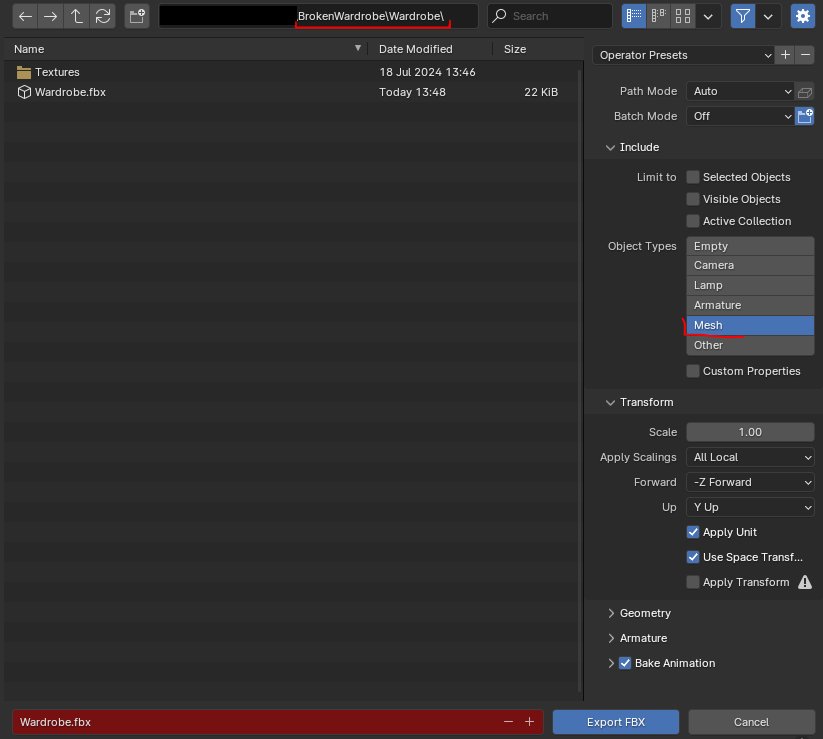 BrokenWardrobe\Wardrobe\
Search
Name
Date Modified
Size
Textures
18 Jul 2024 13:46
Wardrobe.fbx
Today 13:48
22 KiB
Operator Presets
Path Mode
Auto
Batch Mode
Off
Include
Limit to
Selected Objects
Visible Objects
Active Collection
Object Types
Empty
Camera
Lamp
Armature
Mesh
Other
Custom Properties
Transform
Scale
1.00
Apply Scalings
All Local
Forward
-Z Forward
Up
Y Up
Apply Unit
Use Space Transf...
Apply Transform
Geometry
Armature
Bake Animation
Wardrobe.fbx
Export FBX
Cancel